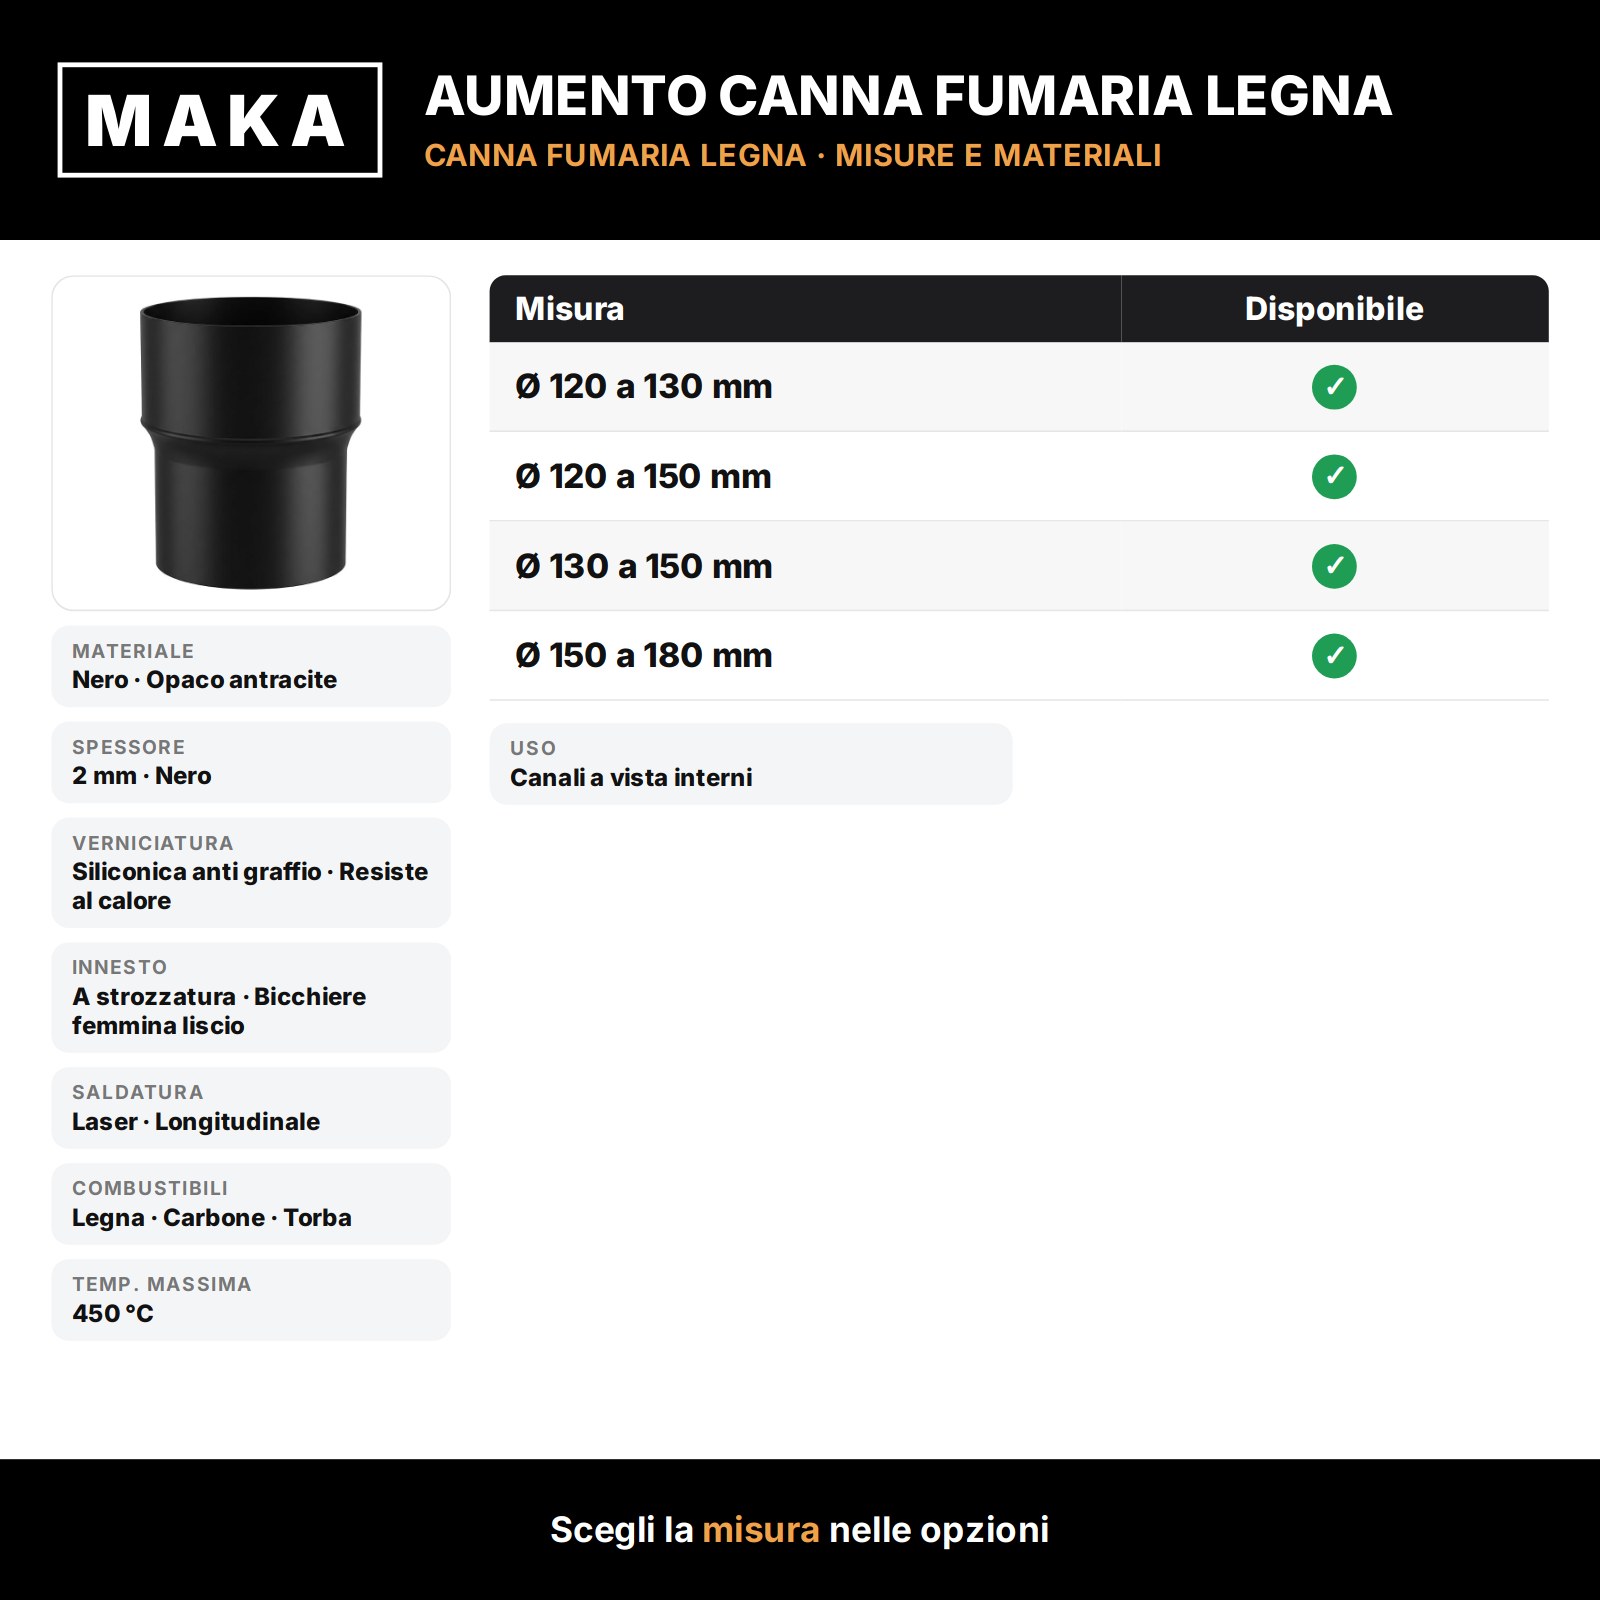 MAKA
AUMENTO CANNA FUMARIA LEGNA
CANNA FUMARIA LEGNA · MISURE E MATERIALI
MATERIALE
Nero · Opaco antracite
SPESSORE
2 mm · Nero
VERNICIATURA
Siliconica anti graffio · Resiste
al calore
INNESTO
A strozzatura · Bicchiere
femmina liscio
SALDATURA
Laser · Longitudinale
COMBUSTIBILI
Legna · Carbone · Torba
TEMP. MASSIMA
450 °C
Misura Disponibile
Ø 120 a 130 mm ✓
Ø 120 a 150 mm ✓
Ø 130 a 150 mm ✓
Ø 150 a 180 mm ✓
USO
Canali a vista interni
Scegli la misura nelle opzioni